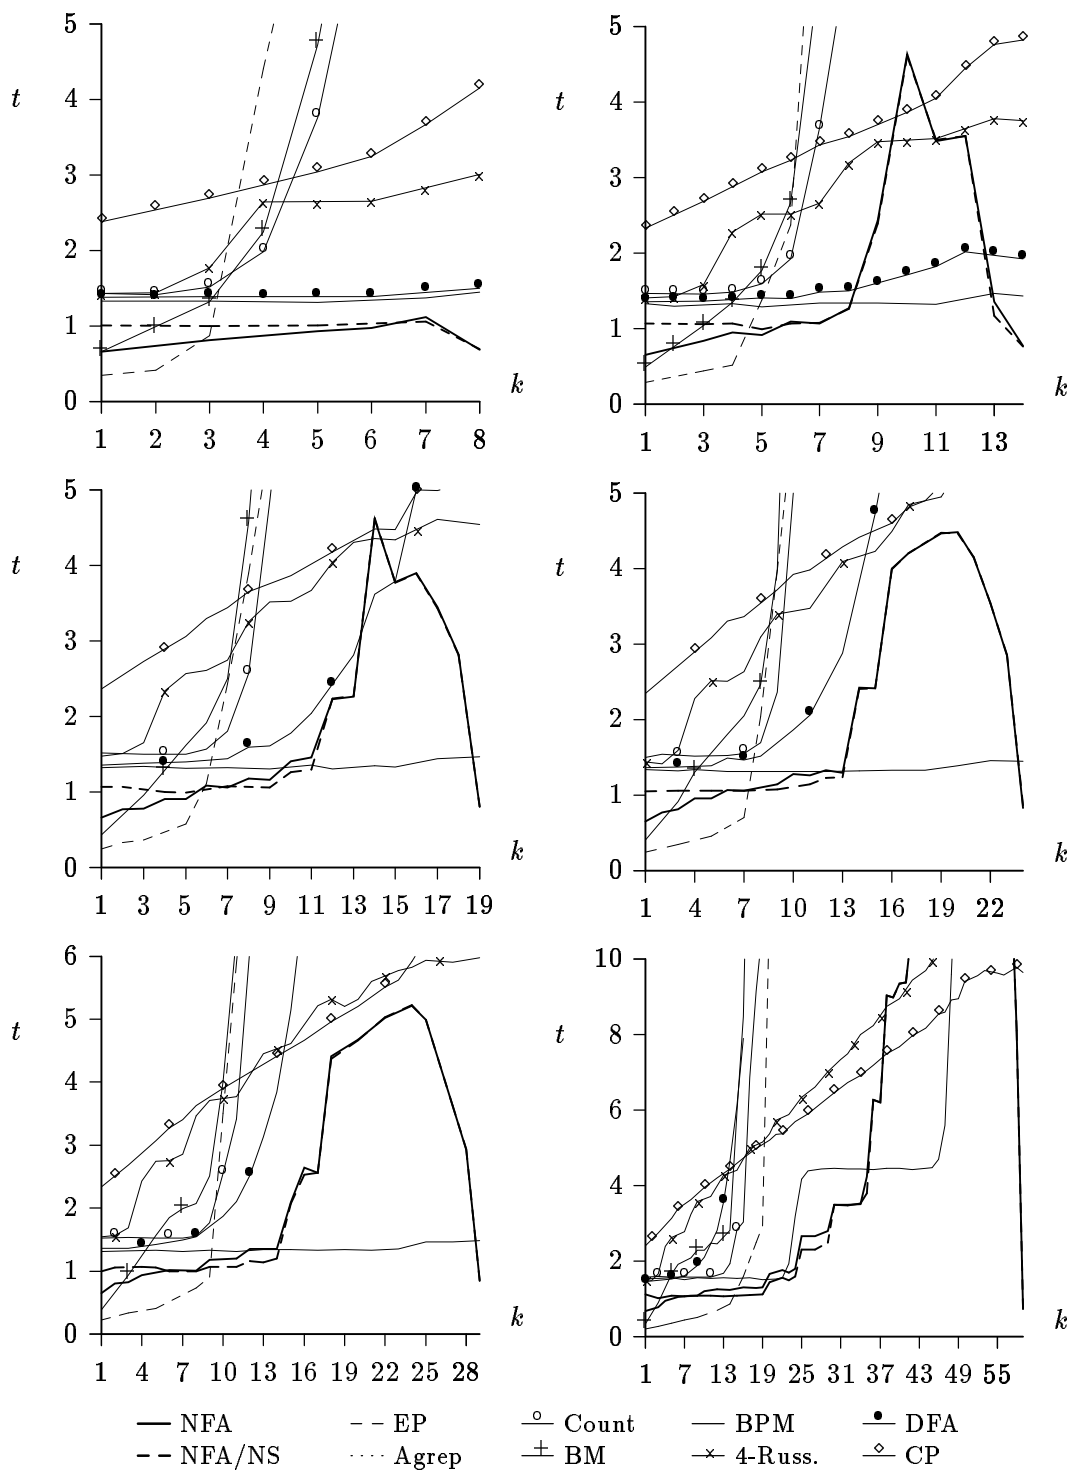 5 5
4 4
t t
3 3
2 2
1 1
k k
0 0
1 2 3 4 5 6 7 8 1 3 5 7 9 11 13
5 5
4 4
t t
3 3
2 2
1 1
k k
0 0
1 3 5 7 9 11 13 15 17 19 1 4 7 10 13 16 19 22
6 10
5 8
t t
4 6
3
2 4
1 2
k k
0 0
1 4 7 10 13 16 19 22 25 28 1 7 13 19 25 31 37 43 49 55
NFA EP Count BPM DFA
NFA/NS Agrep BM 4-Russ. CP